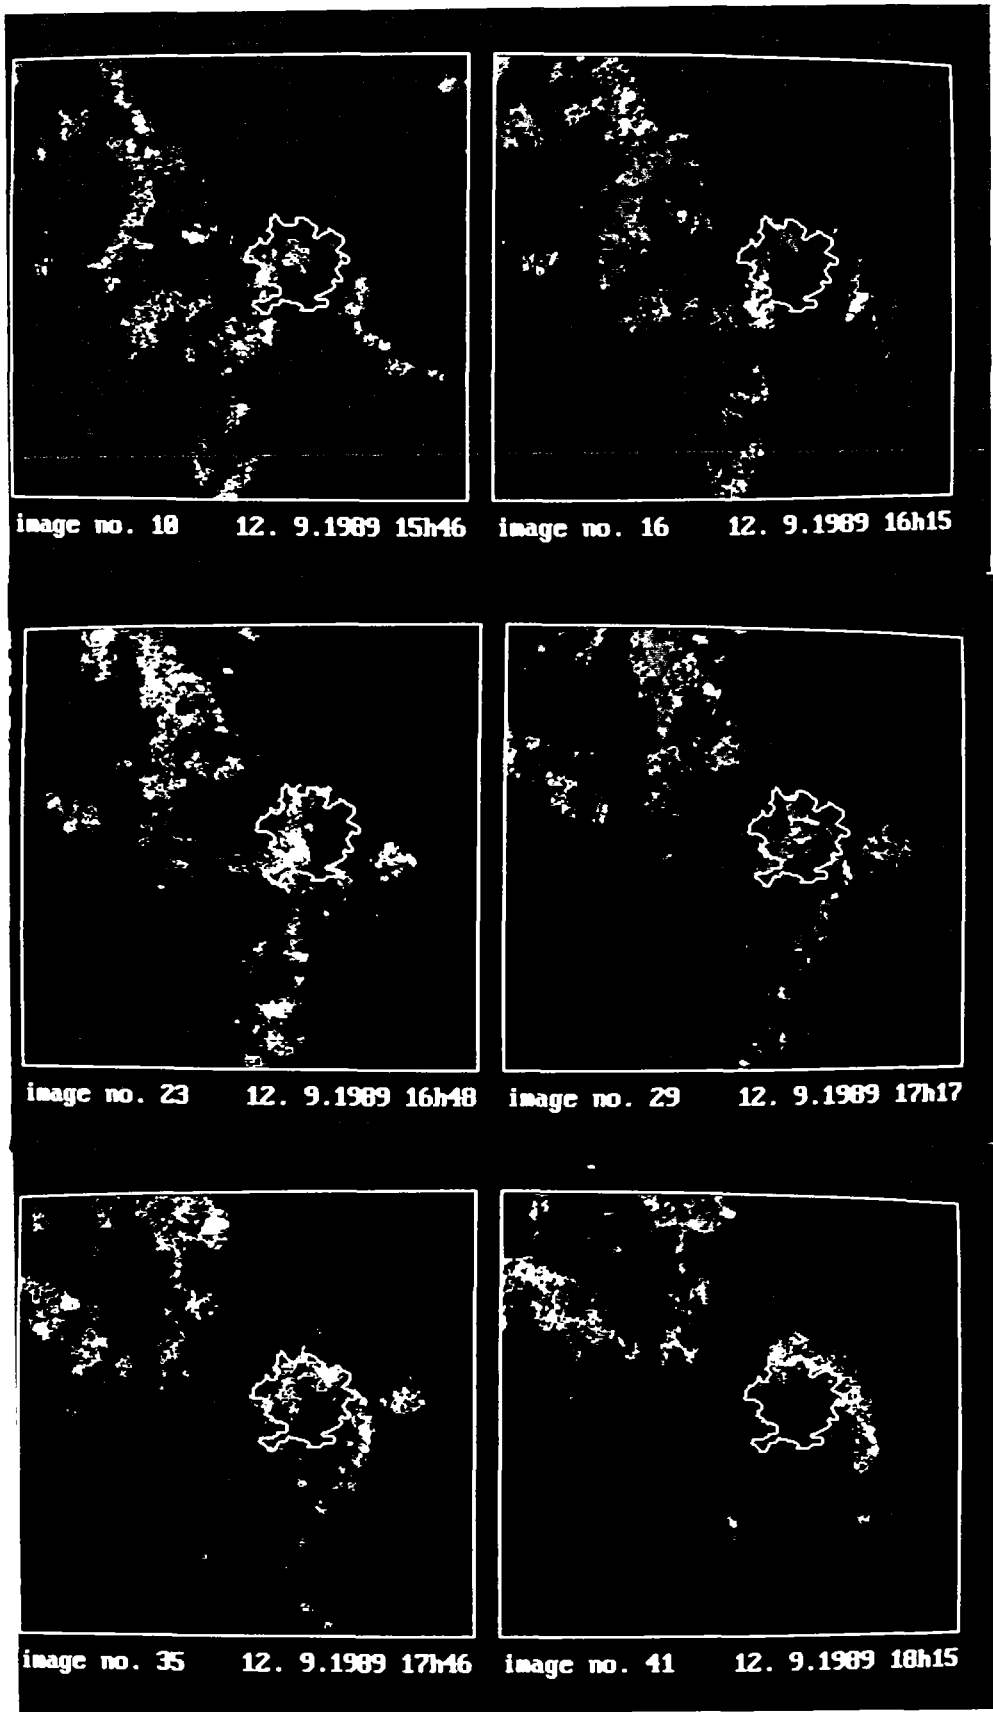 image no. 10 12. 9.1989 15h46
image no. 16 12. 9.1989 16h15
image no. 23 12. 9.1989 16h48
image no. 29 12. 9.1989 17h17
image no. 35 12. 9.1989 17h46
image no. 41 12. 9.1989 18h15